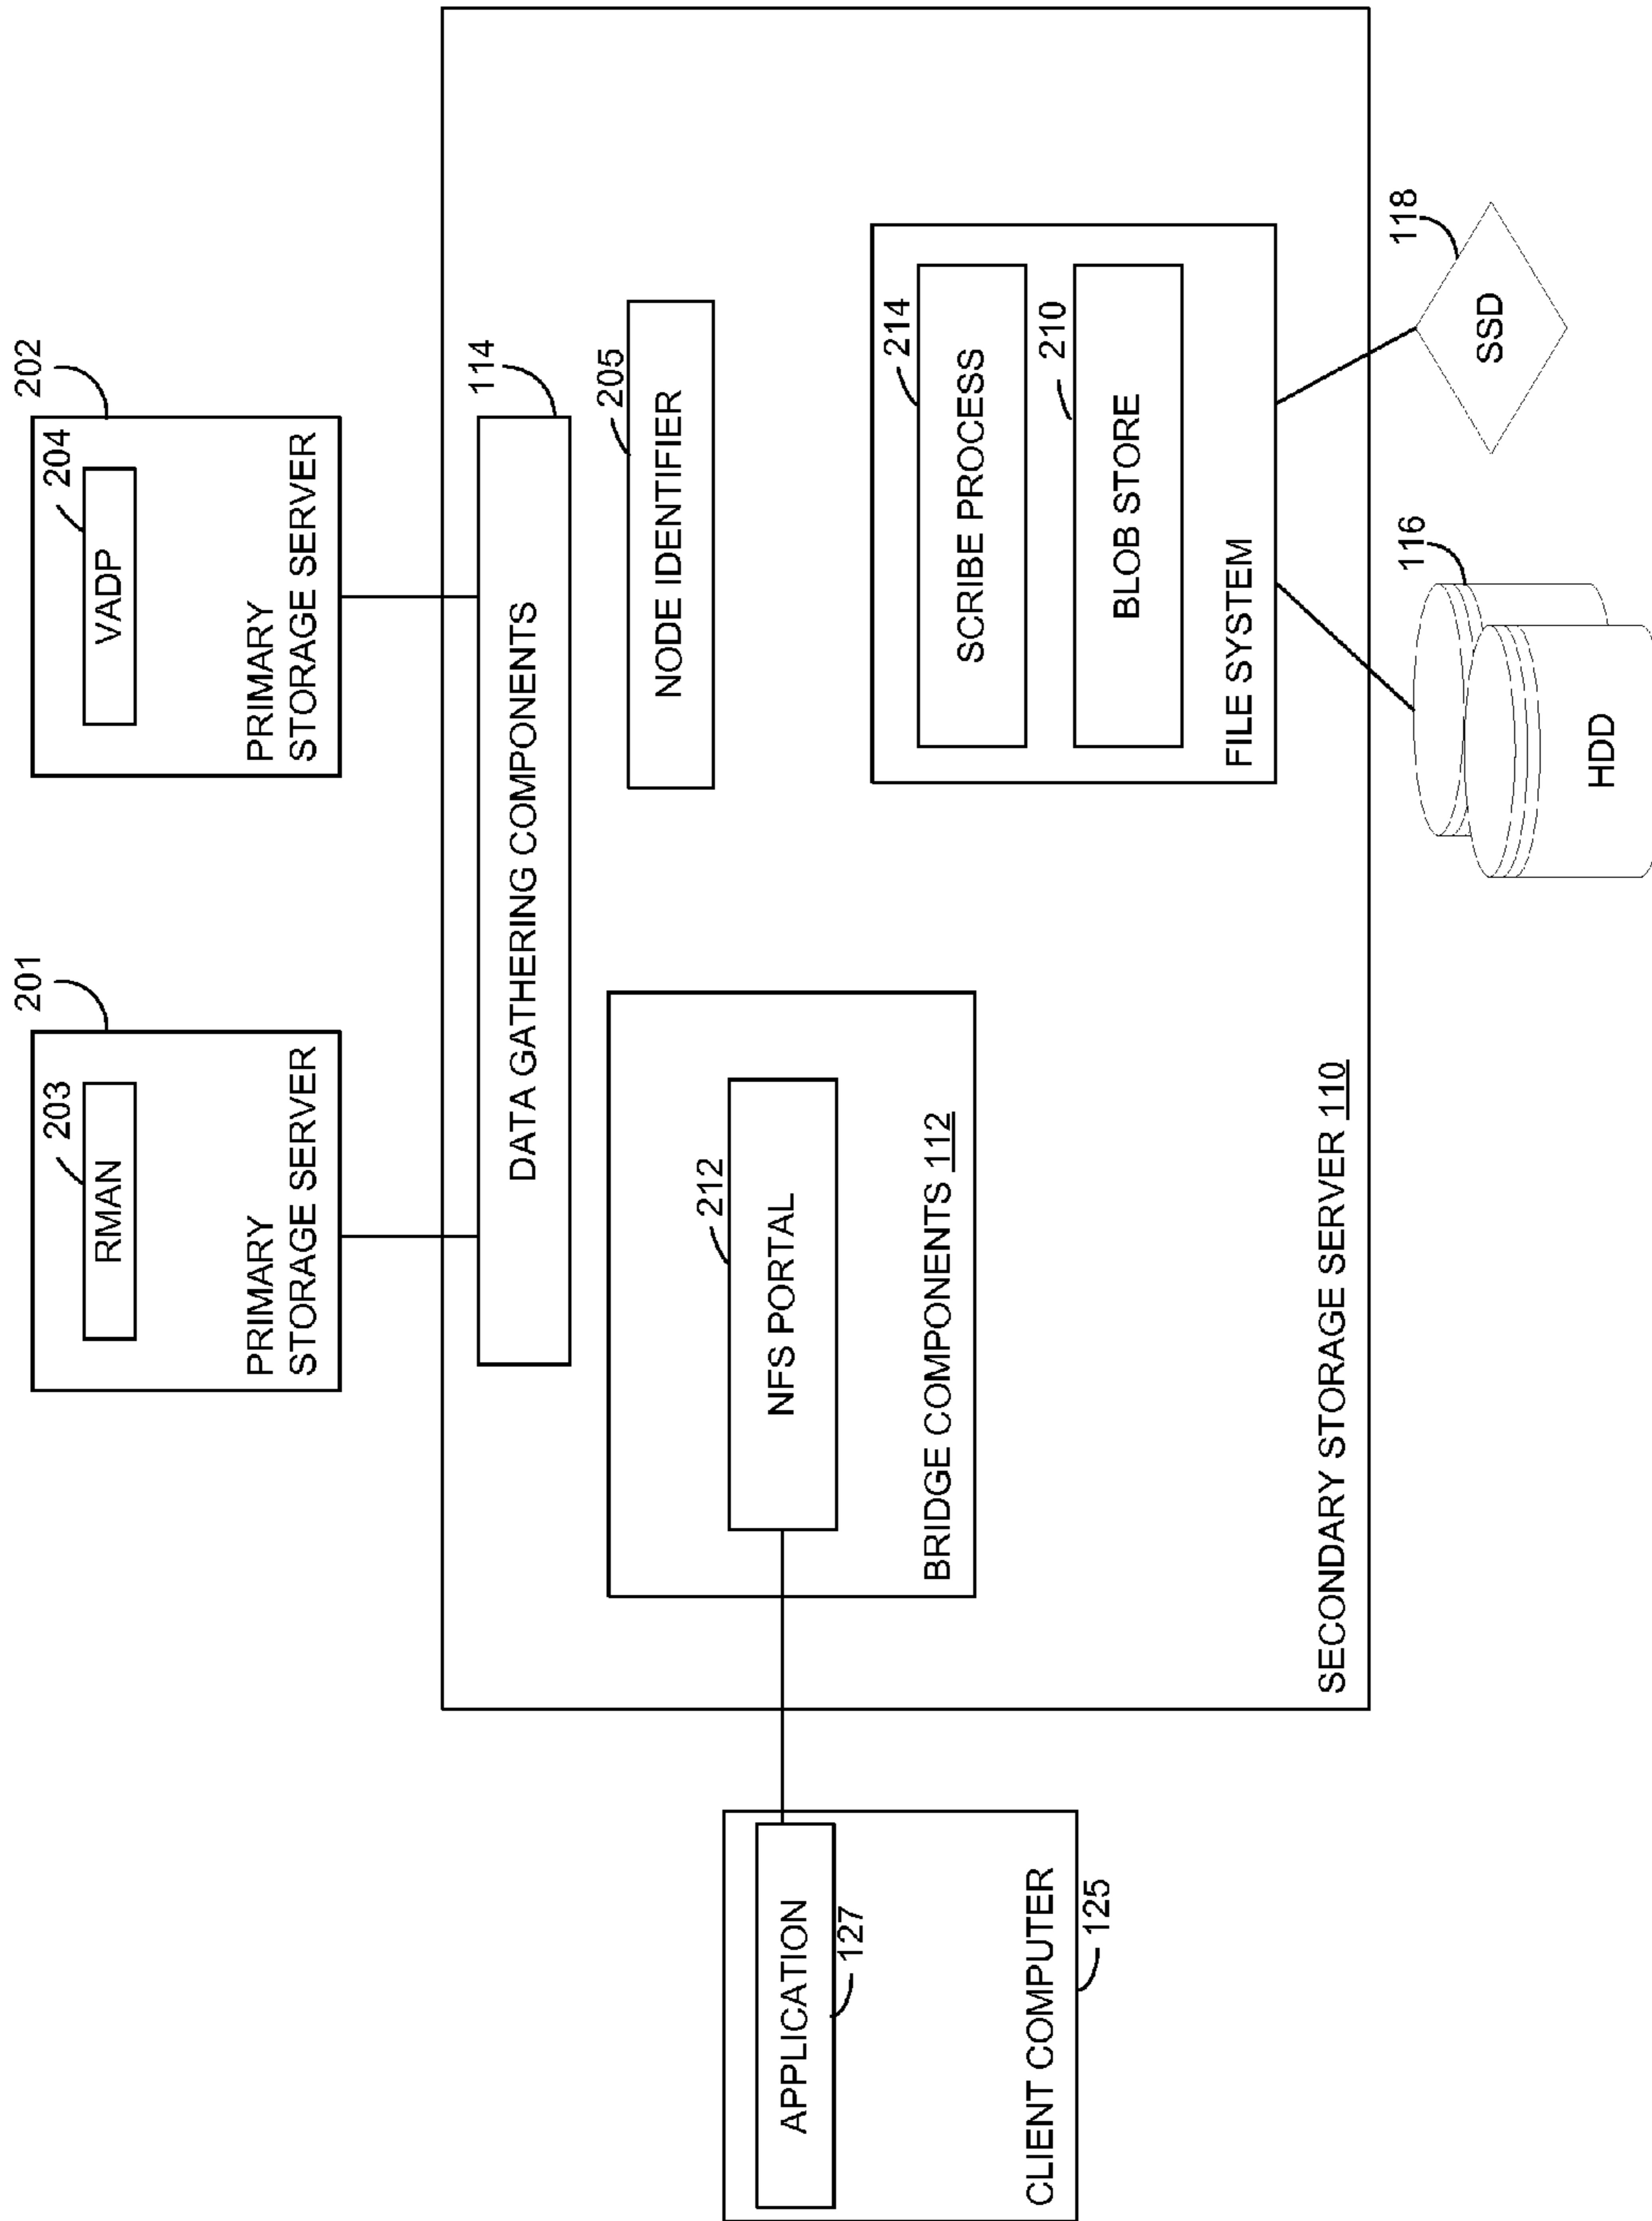 201
203
RMAN
PRIMARY
STORAGE SERVER
202
204
VADP
PRIMARY
STORAGE SERVER
114
DATA GATHERING COMPONENTS
205
NODE IDENTIFIER
212
NFS PORTAL
BRIDGE COMPONENTS 112
214
SCRIBE PROCESS
210
BLOB STORE
FILE SYSTEM
SECONDARY STORAGE SERVER 110
APPLICATION
127
CLIENT COMPUTER
125
116
HDD
118
SSD